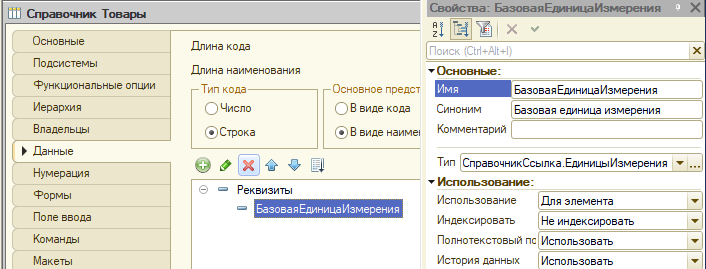 Справочник Товары
Основные
Подсистемы
Функциональные опции
Иерархия
Владельцы
Данные
Нумерация
Формы
Поле ввода
Команды
Макеты
Длина кода
Длина наименования
Тип кода
Число
Строка
Основное предст
В виде кода
В виде наимен
Реквизиты
БазоваяЕдиницаИзмерения
Свойства: БазоваяЕдиницаИзмерения
Поиск (Ctrl+Alt+I)
Основные:
Имя БазоваяЕдиницаИзмерения
Синоним Базовая единица измерения
Комментарий
Тип СправочникСсылка.ЕдиницыИзмерения ...
Использование:
Использование Для элемента
Индексировать Не индексировать
Полнотекстовый по Использовать
История данных Использовать